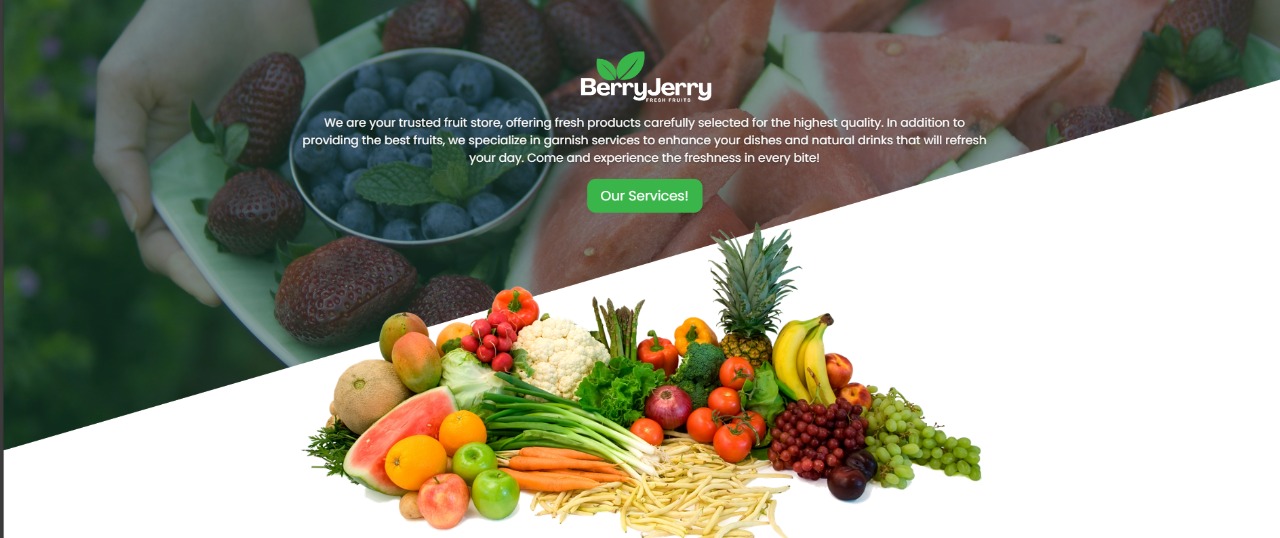 BerryJerry
FRESH FRUITS
We are your trusted fruit store, offering fresh products carefully selected for the highest quality. In addition to
providing the best fruits, we specialize in garnish services to enhance your dishes and natural drinks that will refresh
your day. Come and experience the freshness in every bite!
Our Services!